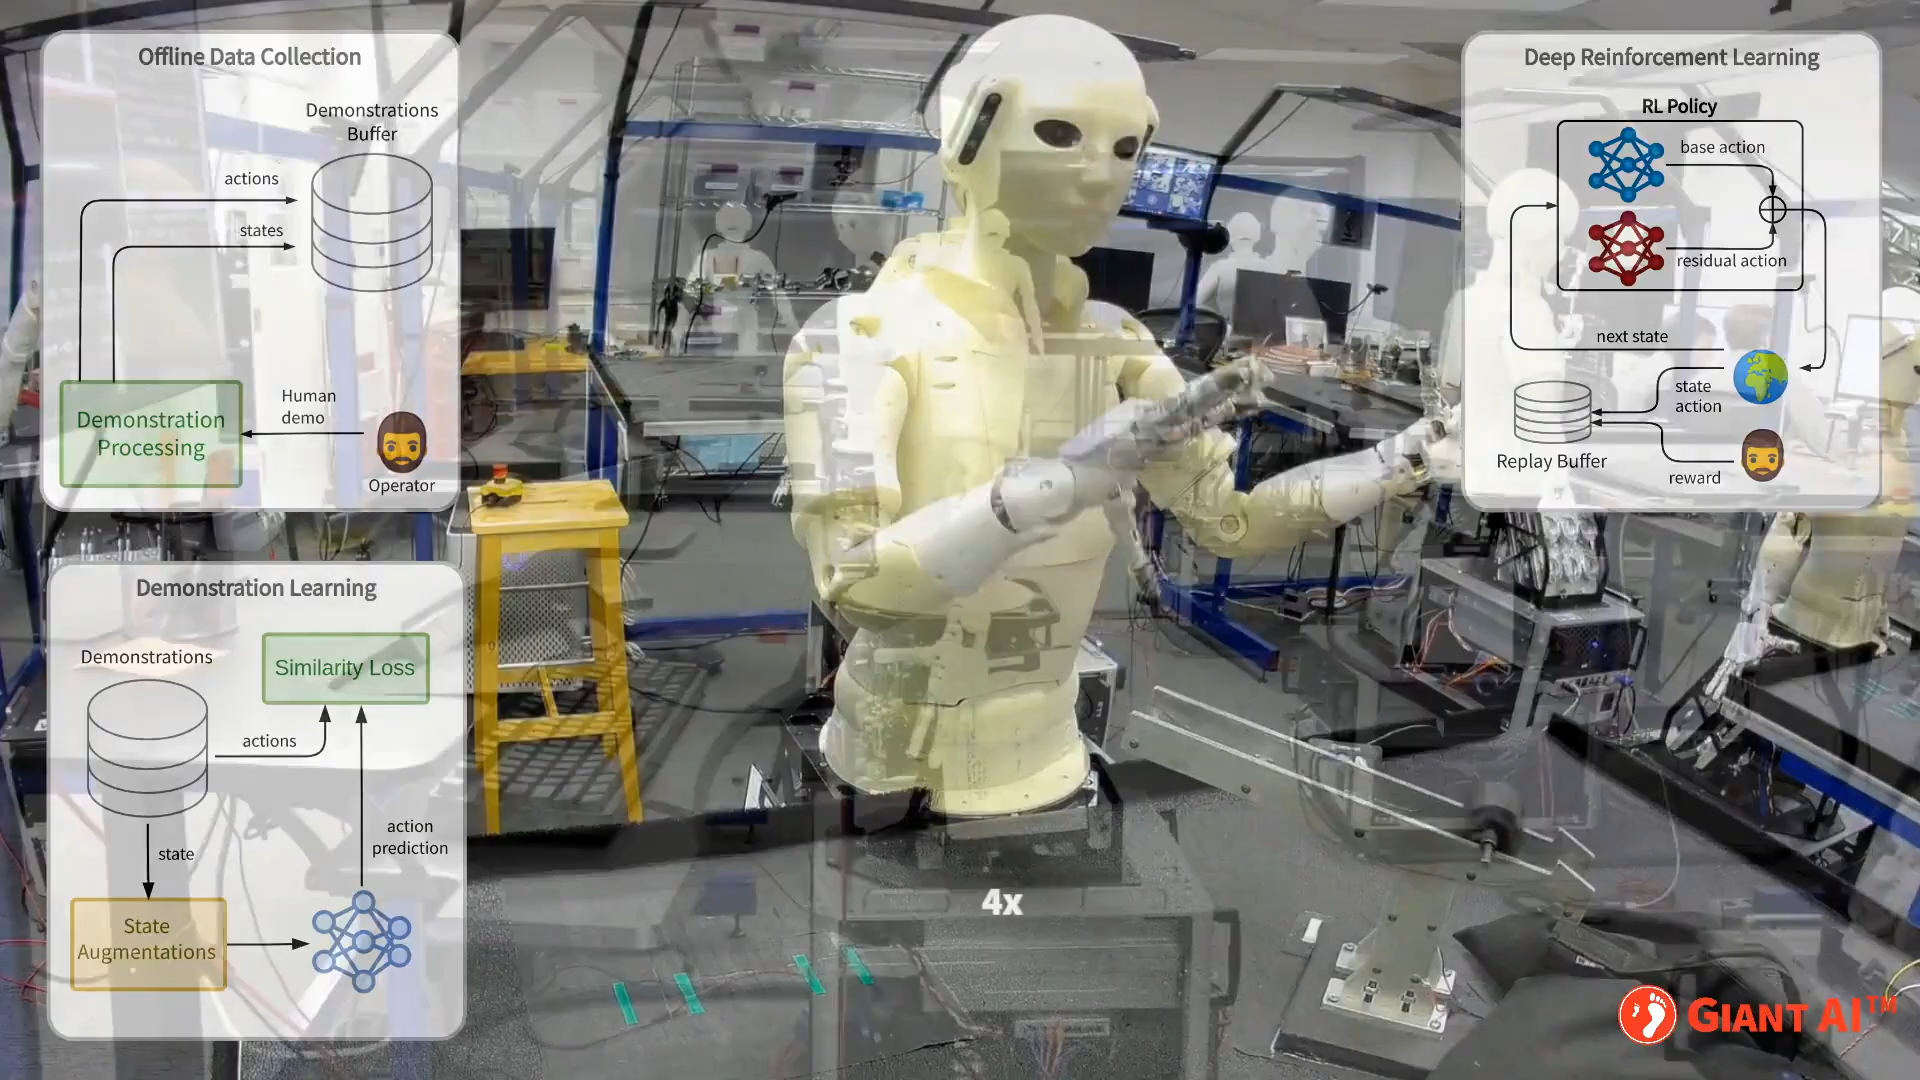 Offline Data Collection
Demonstrations
Buffer
actions
states
Human
demo
Demonstration
Processing
Operator
Demonstration Learning
Demonstrations
Similarity Loss
actions
action
prediction
state
State
Augmentations
Deep Reinforcement Learning
RL Policy
base action
residual action
next state
state
action
Replay Buffer
reward
4x
GIANT AI™